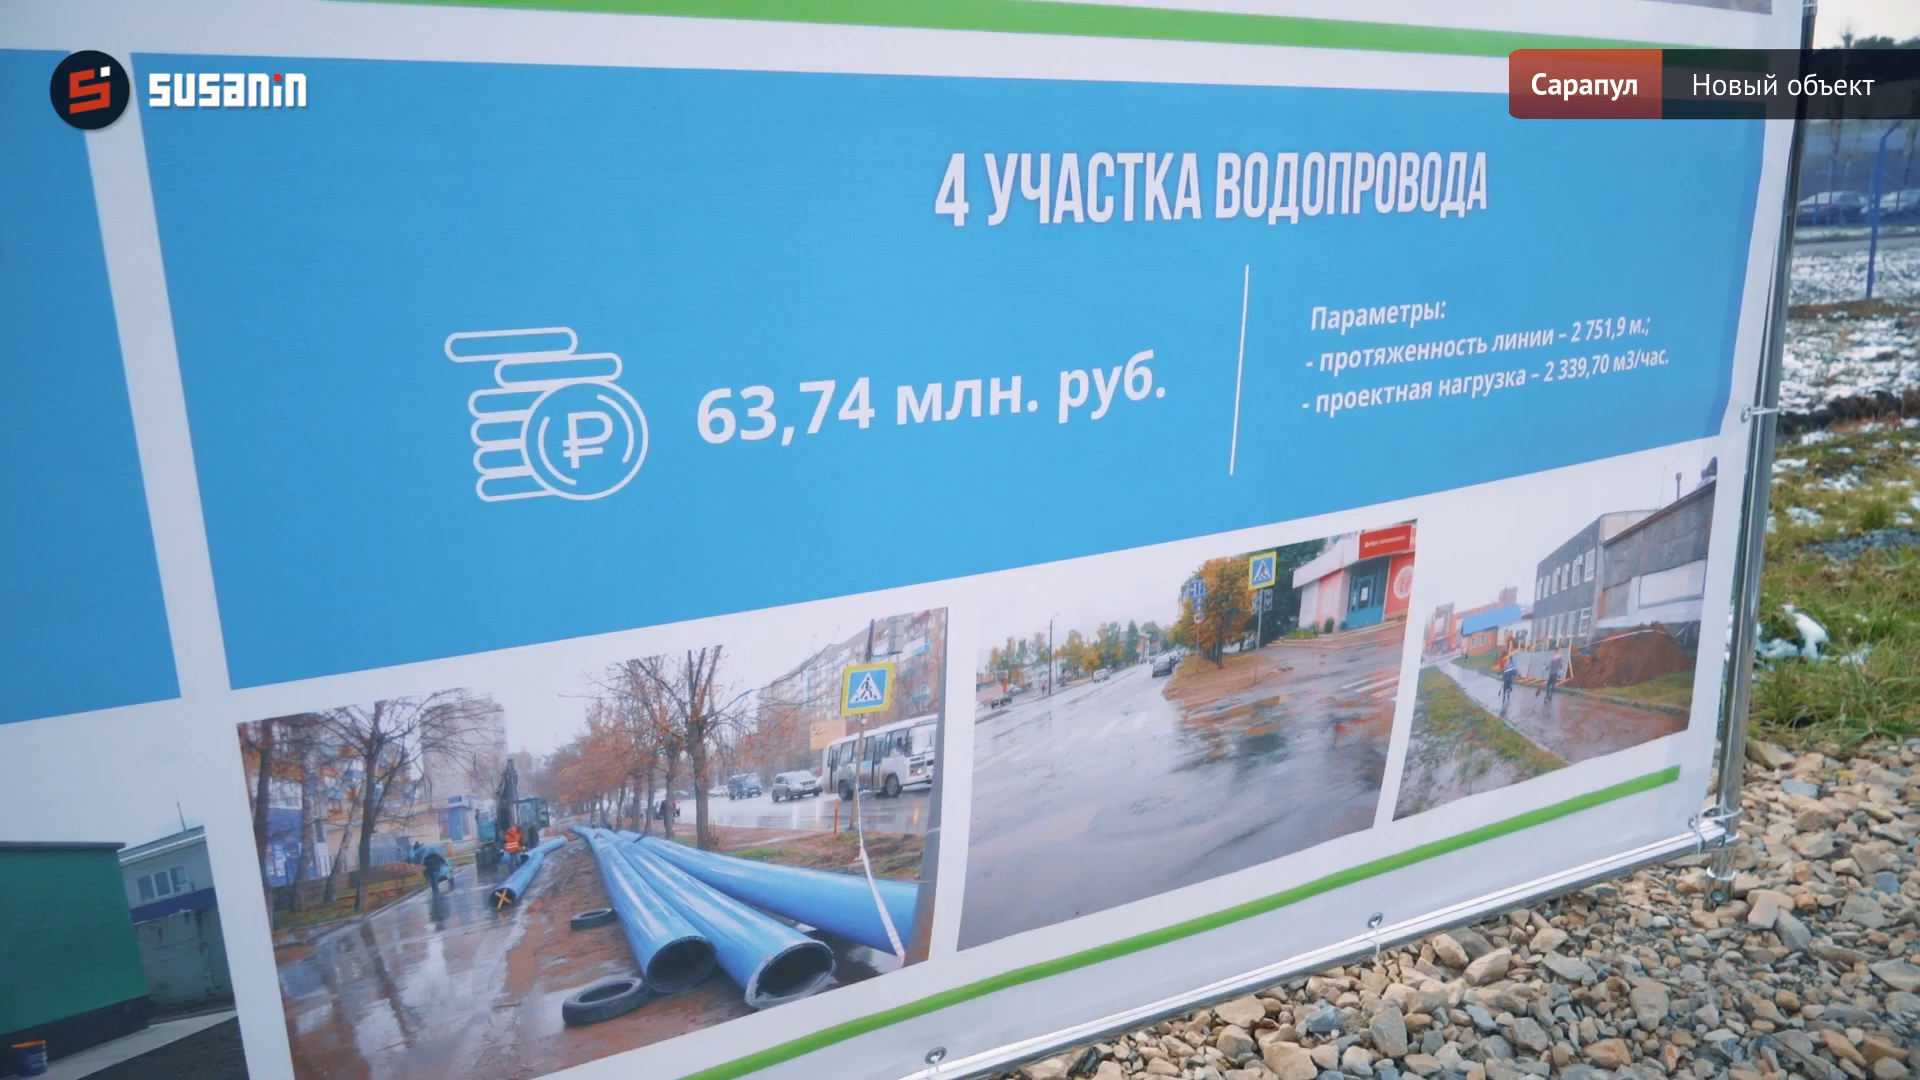 susanin
Сарапул
Новый объект
4 УЧАСТКА ВОДОПРОВОДА
63,74 млн. руб.
Параметры:
- протяженность линии – 2 751,9 м.;
- проектная нагрузка – 2 339,70 м3/час.